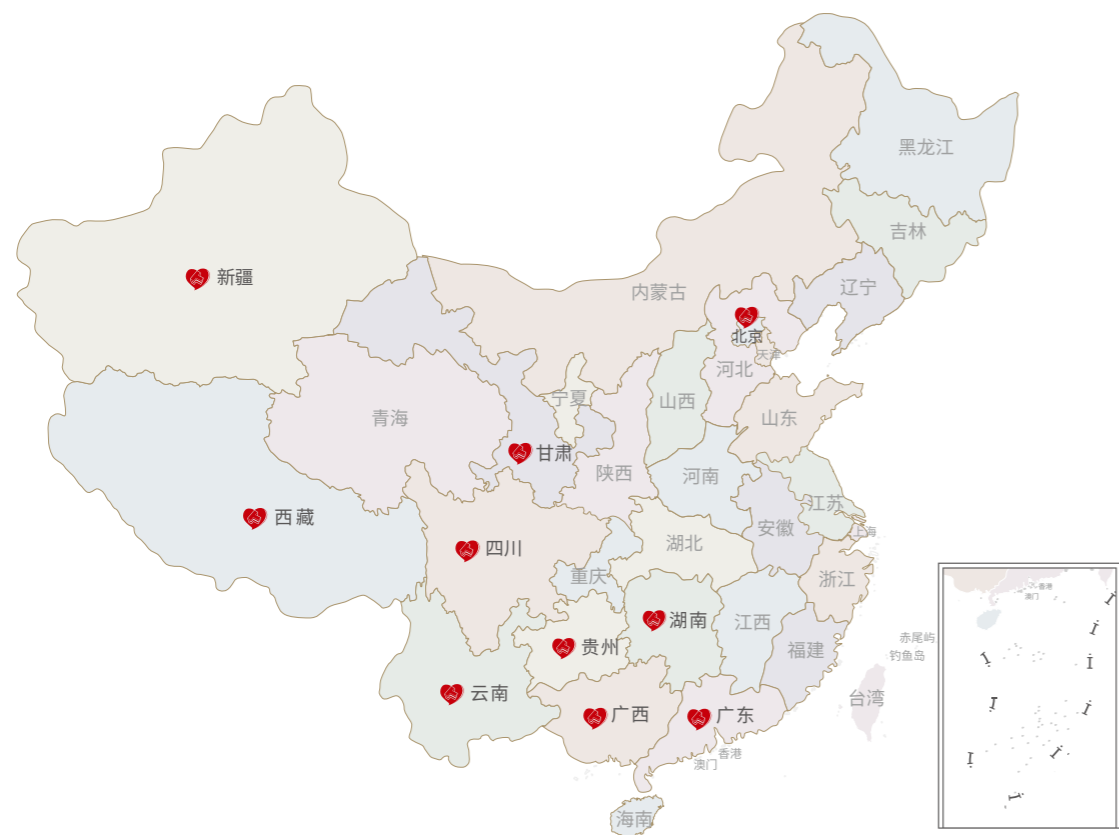 黑龙江
吉林
新疆
辽宁
内蒙古
北京
天津
河北
宁夏
山西
青海
山东
甘肃
陕西
河南
江苏
西藏
安徽
上海
湖北
四川
重庆
浙江
香港
澳门
湖南
江西
赤尾屿
贵州
福建
钓鱼岛
云南
台湾
广西
广东
香港
澳门
海南